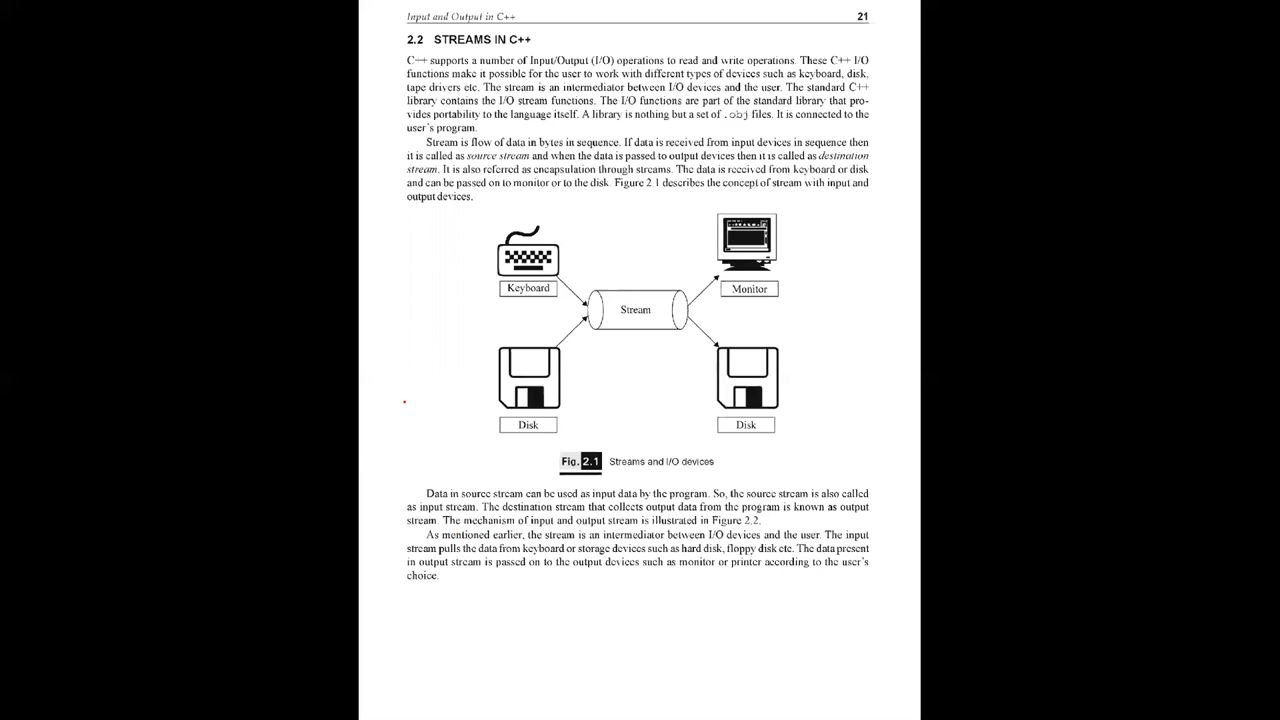 Input and Output in C++ 21
2.2 STREAMS IN C++
C++ supports a number of Input/Output (I/O) operations to read and write operations. These C++ I/O
functions make it possible for the user to work with different types of devices such as keyboard, disk,
tape drivers etc. The stream is an intermediator between I/O devices and the user. The standard C++
library contains the I/O stream functions. The I/O functions are part of the standard library that pro-
vides portability to the language itself. A library is nothing but a set of .obj files. It is connected to the
user's program.
Stream is flow of data in bytes in sequence. If data is received from input devices in sequence then
it is called as source stream and when the data is passed to output devices then it is called as destination
stream. It is also referred as encapsulation through streams. The data is received from keyboard or disk
and can be passed on to monitor or to the disk. Figure 2.1 describes the concept of stream with input and
output devices.
Keyboard
Monitor
Stream
Disk
Disk
Fig. 2.1 Streams and I/O devices
Data in source stream can be used as input data by the program. So, the source stream is also called
as input stream. The destination stream that collects output data from the program is known as output
stream. The mechanism of input and output stream is illustrated in Figure 2.2.
As mentioned earlier, the stream is an intermediator between I/O devices and the user. The input
stream pulls the data from keyboard or storage devices such as hard disk, floppy disk etc. The data present
in output stream is passed on to the output devices such as monitor or printer according to the user's
choice.